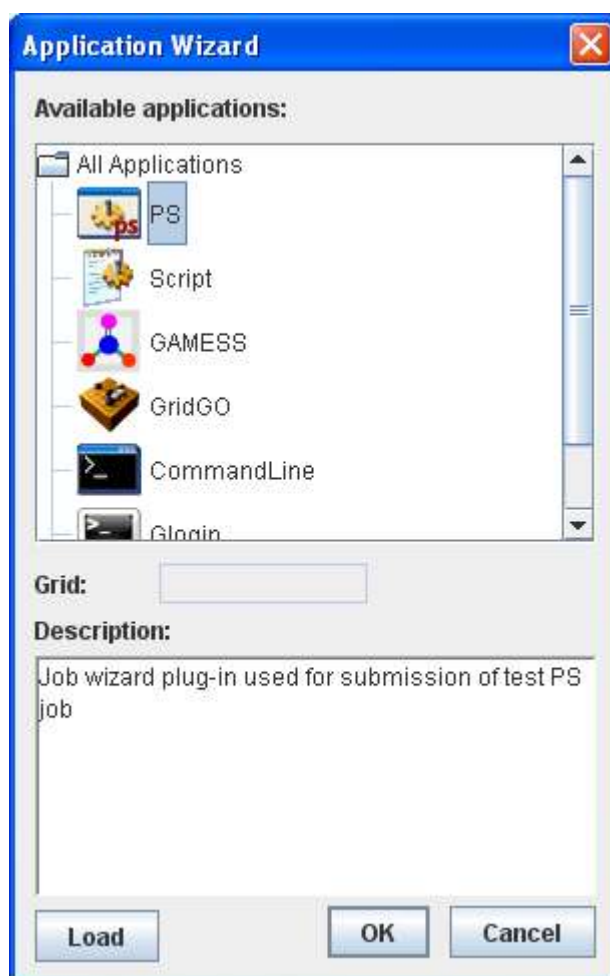 Application Wizard
Available applications:
All Applications
PS
Script
GAMESS
GridGO
CommandLine
Glogin
Grid:
Description:
Job wizard plug-in used for submission of test PS
job
Load
OK
Cancel